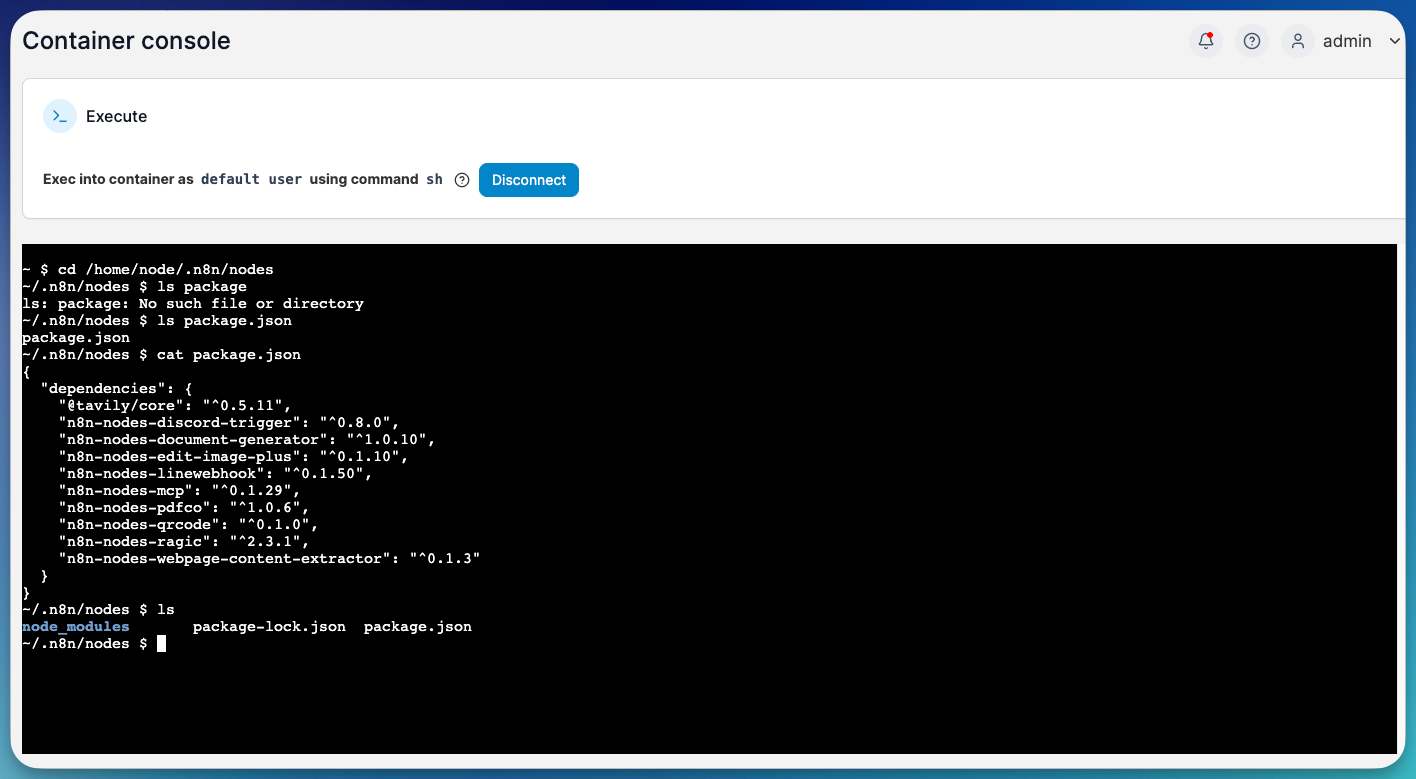 Container console
admin
>_ Execute
Exec into container as default user using command sh Disconnect
~ $ cd /home/node/.n8n/nodes
~/.n8n/nodes $ ls package
ls: package: No such file or directory
~/.n8n/nodes $ ls package.json
package.json
~/.n8n/nodes $ cat package.json
{
  "dependencies": {
    "@tavily/core": "^0.5.11",
    "n8n-nodes-discord-trigger": "^0.8.0",
    "n8n-nodes-document-generator": "^1.0.10",
    "n8n-nodes-edit-image-plus": "^0.1.10",
    "n8n-nodes-linewebhook": "^0.1.50",
    "n8n-nodes-mcp": "^0.1.29",
    "n8n-nodes-pdfco": "^1.0.6",
    "n8n-nodes-qrcode": "^0.1.0",
    "n8n-nodes-ragic": "^2.3.1",
    "n8n-nodes-webpage-content-extractor": "^0.1.3"
  }
}
~/.n8n/nodes $ ls
node_modules       package-lock.json  package.json
~/.n8n/nodes $